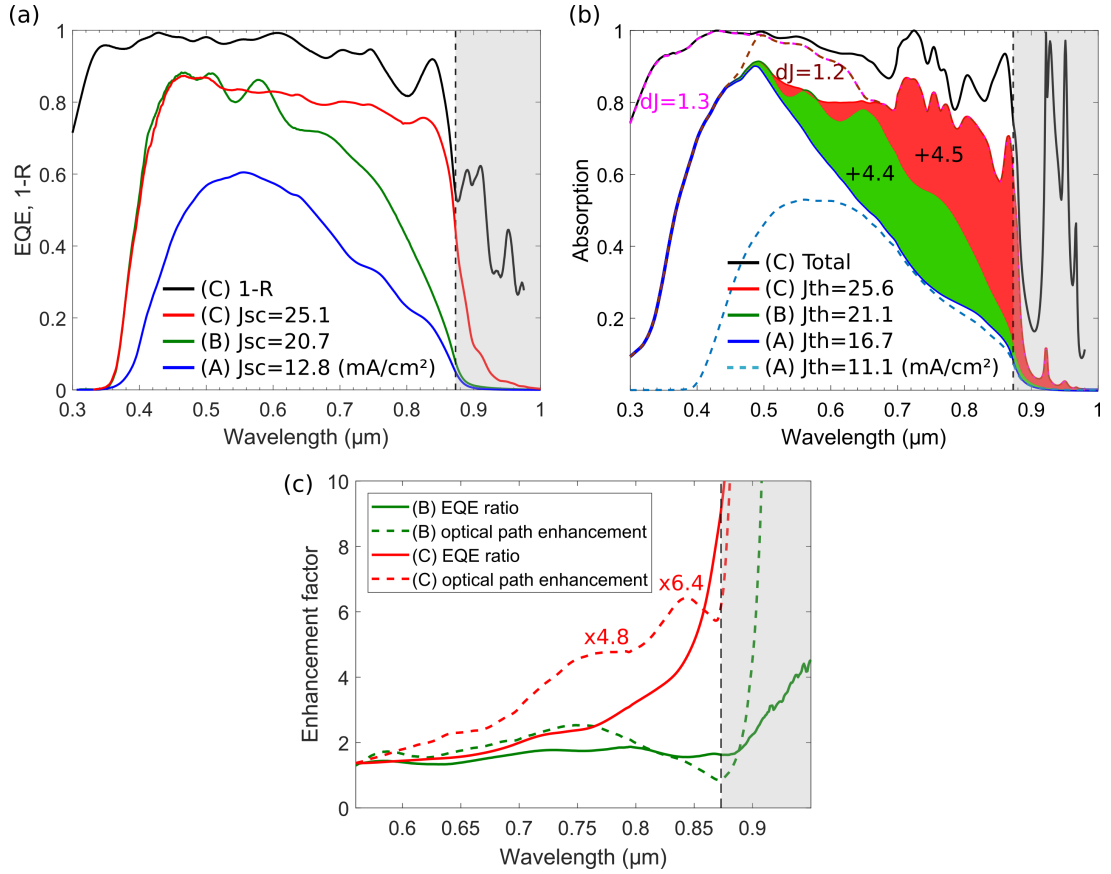 (a)
EQE, 1-R
1
0.8
0.6
0.4
0.2
0
(C) 1-R
(C) Jsc=25.1
(B) Jsc=20.7
(A) Jsc=12.8 (mA/cm²)
0.3 0.4 0.5 0.6 0.7 0.8 0.9 1
Wavelength (µm)
(b)
Absorption
1
0.8
0.6
0.4
0.2
dJ=1.3
dJ=1.2
+4.4
+4.5
(C) Total
(C) Jth=25.6
(B) Jth=21.1
(A) Jth=16.7
(A) Jth=11.1 (mA/cm²)
0.3 0.4 0.5 0.6 0.7 0.8 0.9 1
Wavelength (µm)
(c)
Enhancement factor
10
8
6
4
2
0
(B) EQE ratio
(B) optical path enhancement
(C) EQE ratio
(C) optical path enhancement
x4.8
x6.4
0.6 0.65 0.7 0.75 0.8 0.85 0.9
Wavelength (µm)